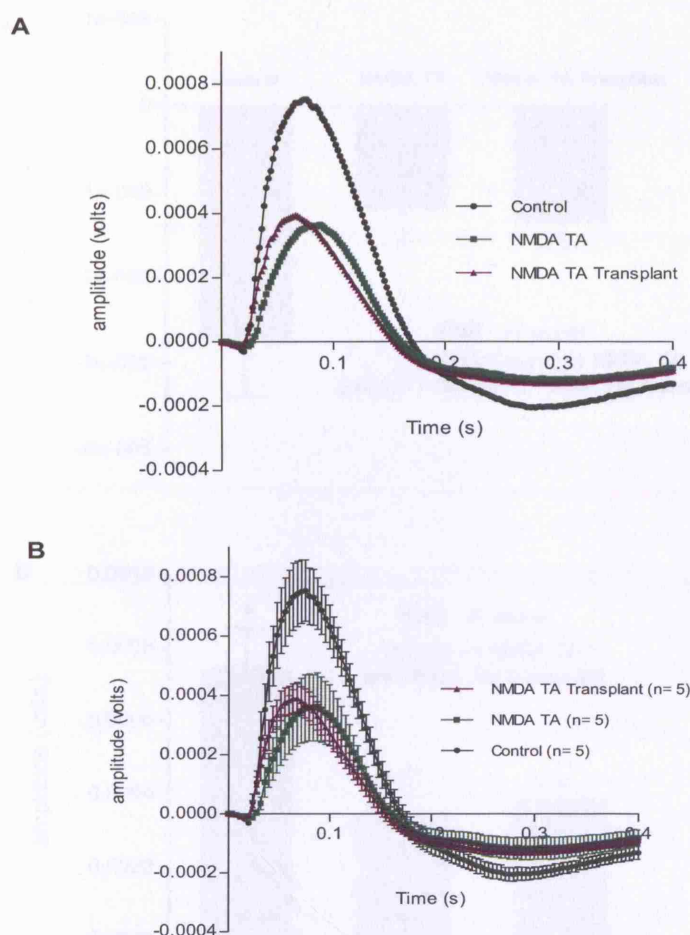 A
0.0008
0.0006
0.0004
0.0002
0.0000
-0.0002
-0.0004
amplitude (volts)
0.1
0.2
0.3
0.4
Time (s)
Control
NMDA TA
NMDA TA Transplant
B
0.0008
0.0006
0.0004
0.0002
0.0000
-0.0002
-0.0004
amplitude (volts)
0.1
0.2
0.3
0.4
Time (s)
NMDA TA Transplant (n= 5)
NMDA TA (n= 5)
Control (n= 5)